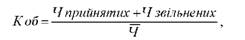 К об = (Ч прийнятих + Ч звільнених) / Ч̅ ,